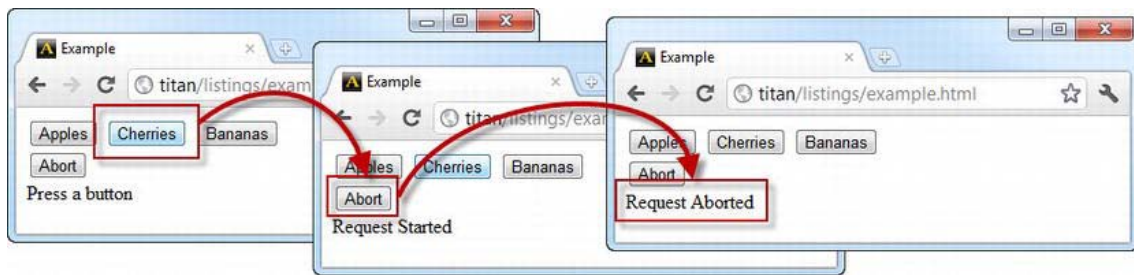 Example
titan/listings/exam
Apples Cherries Bananas
Abort
Press a button
Example
titan/listings/exa
Apples Cherries Bananas
Abort
Request Started
Example
titan/listings/example.html
Apples Cherries Bananas
Abort
Request Aborted